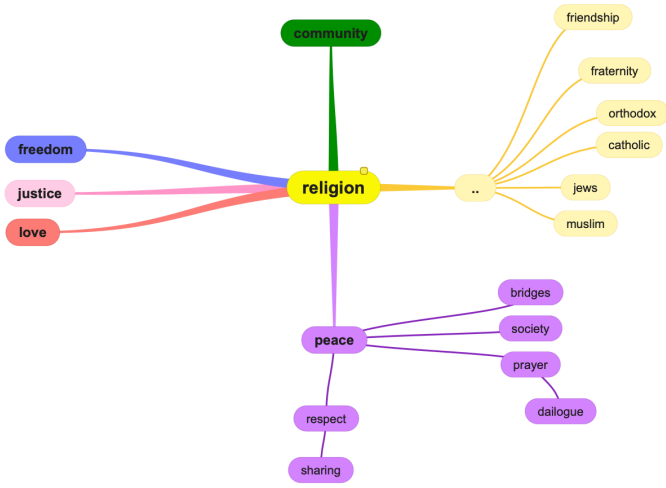 friendship
community
fraternity
orthodox
catholic
freedom
religion
..
jews
justice
muslim
love
bridges
society
peace
prayer
dailogue
respect
sharing